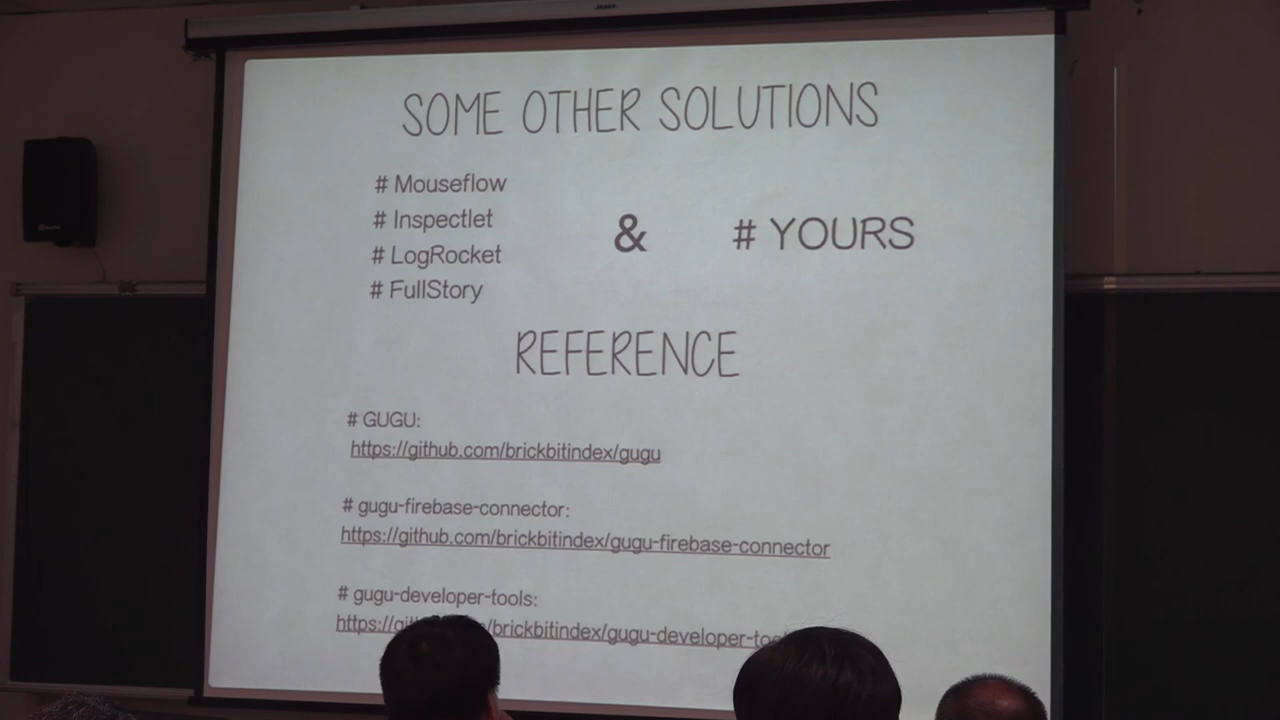 SOME OTHER SOLUTIONS
# Mouseflow
# Inspectlet
# LogRocket
# FullStory
& # YOURS
REFERENCE
# GUGU:
https://github.com/brickbitindex/gugu
# gugu-firebase-connector:
https://github.com/brickbitindex/gugu-firebase-connector
# gugu-developer-tools:
/brickbitindex/gugu-developer-